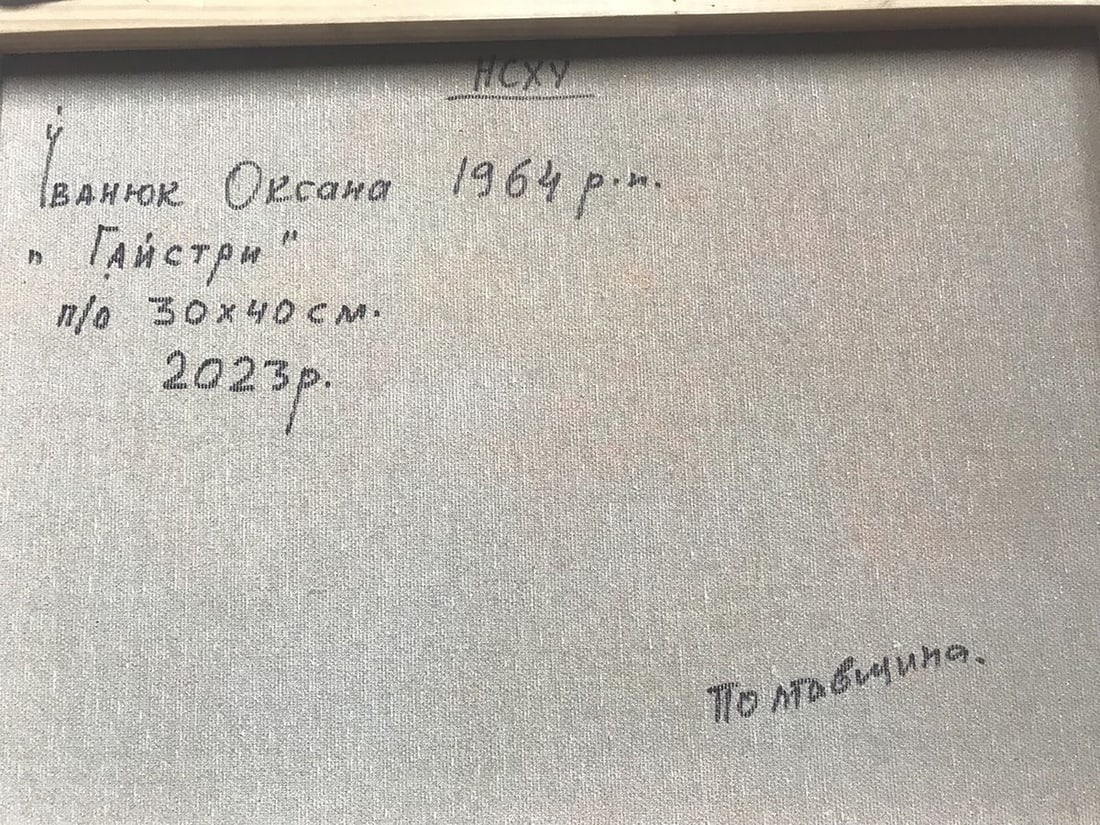 НСХУ
Іванюк Оксана 1964 р.н.
„Гайстри"
п/о 30х40 см.
2023р.
Полтавщина.